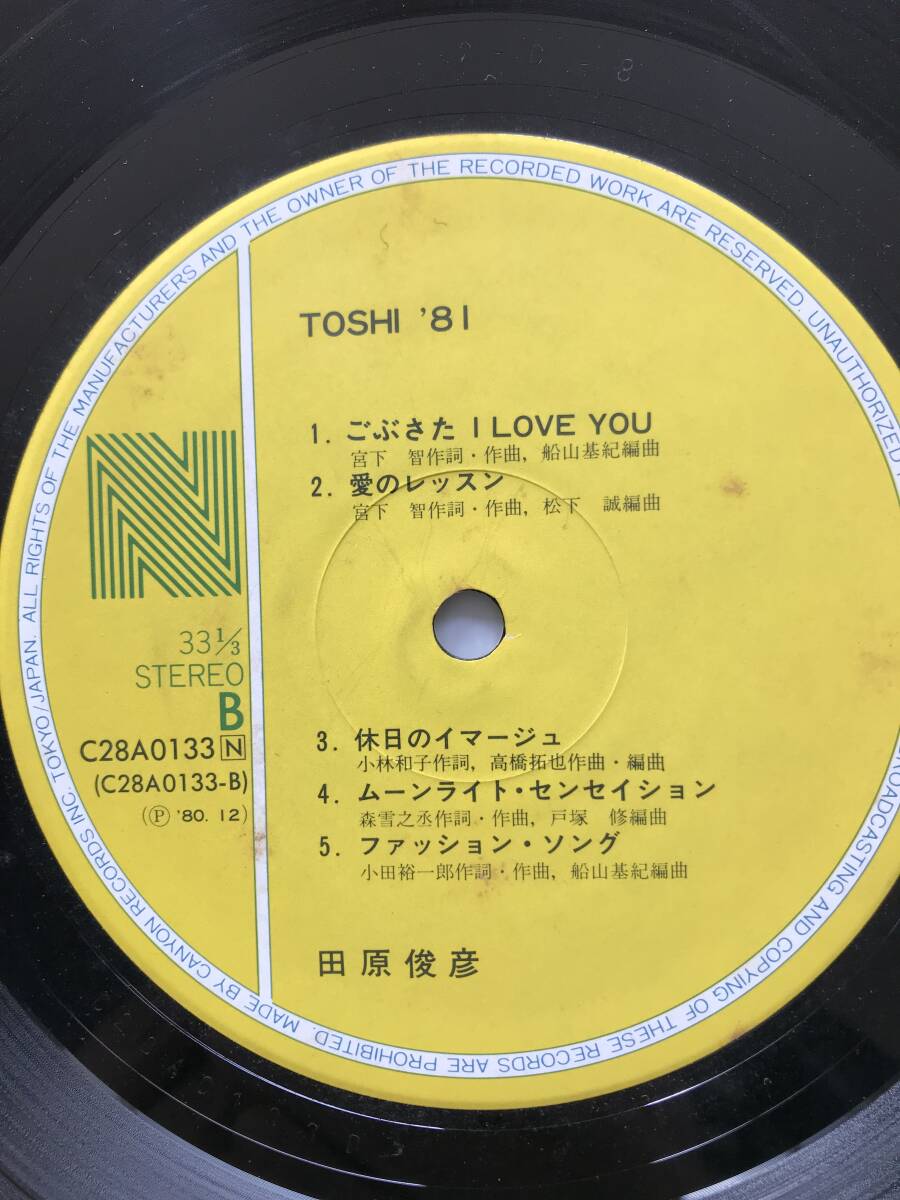 TOSHI '81
1. ごぶさた I LOVE YOU
宮下 智作詞・作曲, 船山基紀編曲
2. 愛のレッスン
宮下 智作詞・作曲, 松下 誠編曲
N
33 1/3
STEREO
B
C28A0133 N
(C28A0133-B)
(Ⓟ '80. 12)
3. 休日のイマージュ
小林和子作詞, 高橋拓也作曲・編曲
4. ムーンライト・センセイション
森雪之丞作詞・作曲, 戸塚 修編曲
5. ファッション・ソング
小田裕一郎作詞・作曲, 船山基紀編曲
田原俊彦
MADE BY CANYON RECORDS INC. TOKYO/JAPAN. ALL RIGHTS OF THE MANUFACTURERS AND THE OWNER OF THE RECORDED WORK ARE RESERVED. UNAUTHORIZED
BROADCASTING AND COPYING OF THESE RECORDS ARE PROHIBITED.